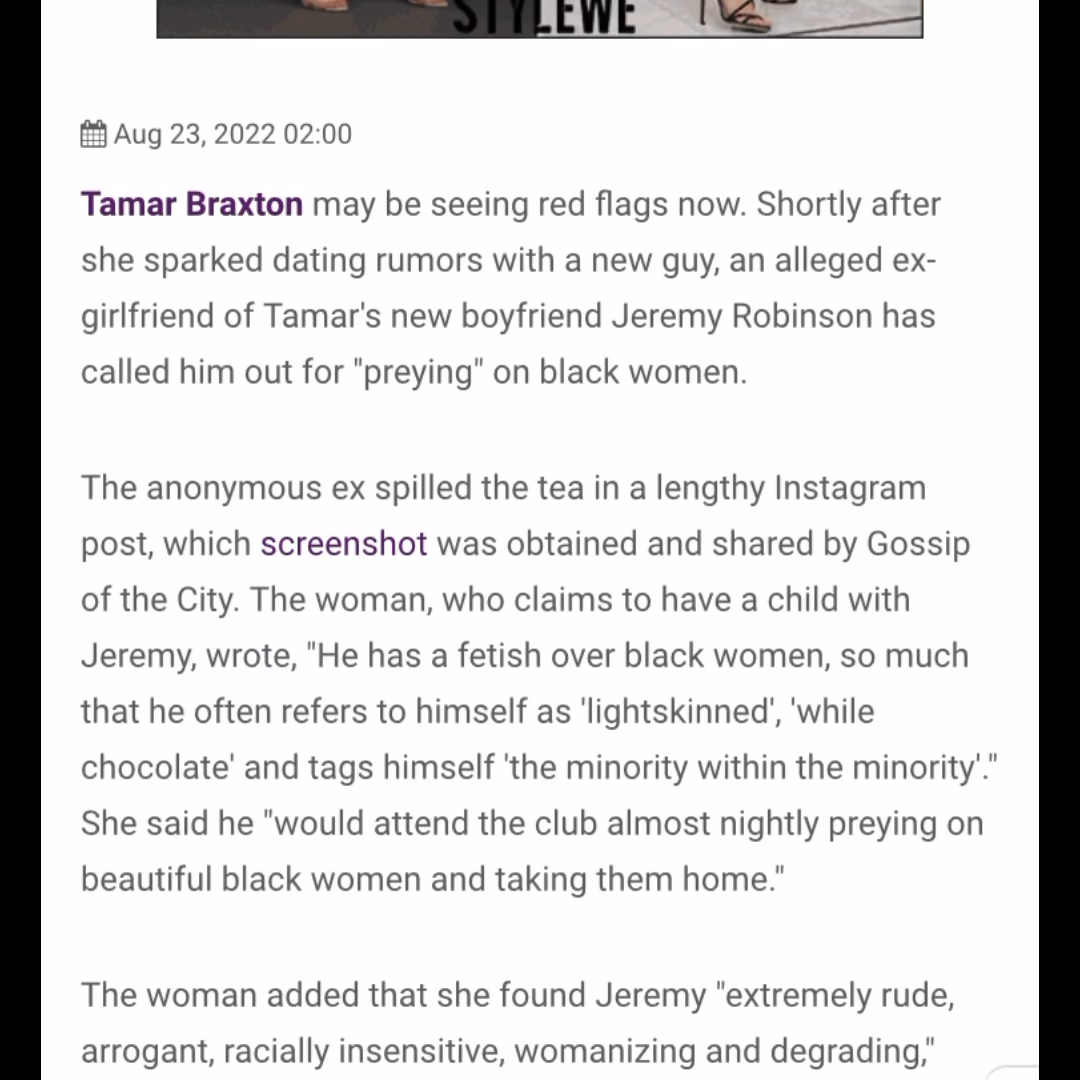 STYLEWE
Aug 23, 2022 02:00
Tamar Braxton may be seeing red flags now. Shortly after
she sparked dating rumors with a new guy, an alleged ex-
girlfriend of Tamar's new boyfriend Jeremy Robinson has
called him out for "preying" on black women.
The anonymous ex spilled the tea in a lengthy Instagram
post, which screenshot was obtained and shared by Gossip
of the City. The woman, who claims to have a child with
Jeremy, wrote, "He has a fetish over black women, so much
that he often refers to himself as 'lightskinned', 'while
chocolate' and tags himself 'the minority within the minority'."
She said he "would attend the club almost nightly preying on
beautiful black women and taking them home."
The woman added that she found Jeremy "extremely rude,
arrogant, racially insensitive, womanizing and degrading,"